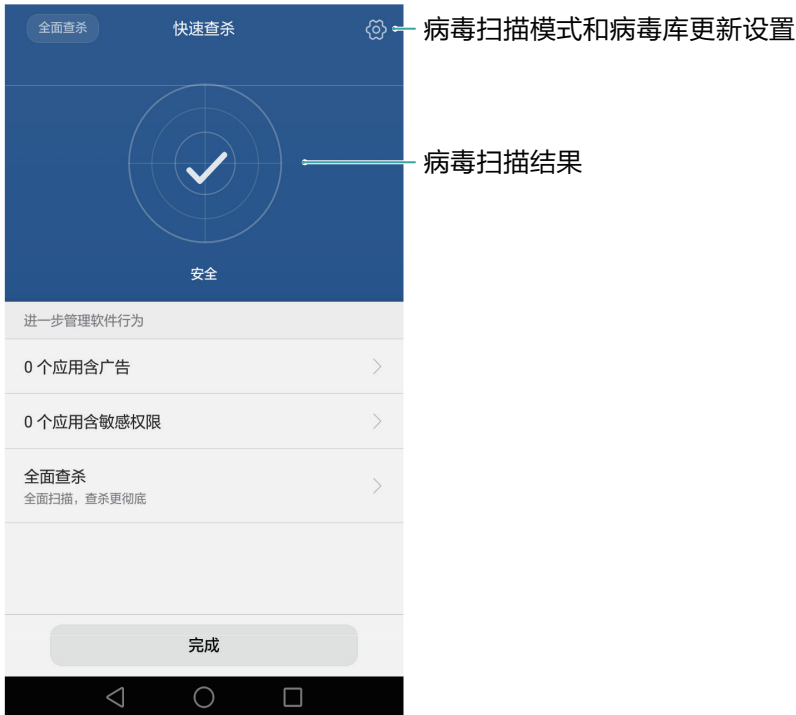 全面查杀 快速查杀 病毒扫描模式和病毒库更新设置
病毒扫描结果
安全
进一步管理软件行为
0 个应用含广告
0 个应用含敏感权限
全面查杀
全面扫描，查杀更彻底
完成